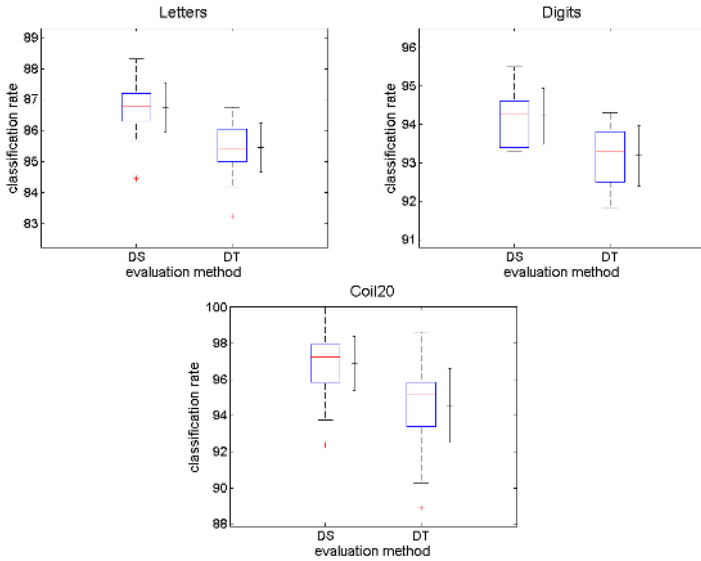 Letters
89
88
87
86
85
84
83
classification rate
DS
DT
evaluation method
Digits
96
95
94
93
92
91
classification rate
DS
DT
evaluation method
Coil20
100
98
96
94
92
90
88
classification rate
DS
DT
evaluation method